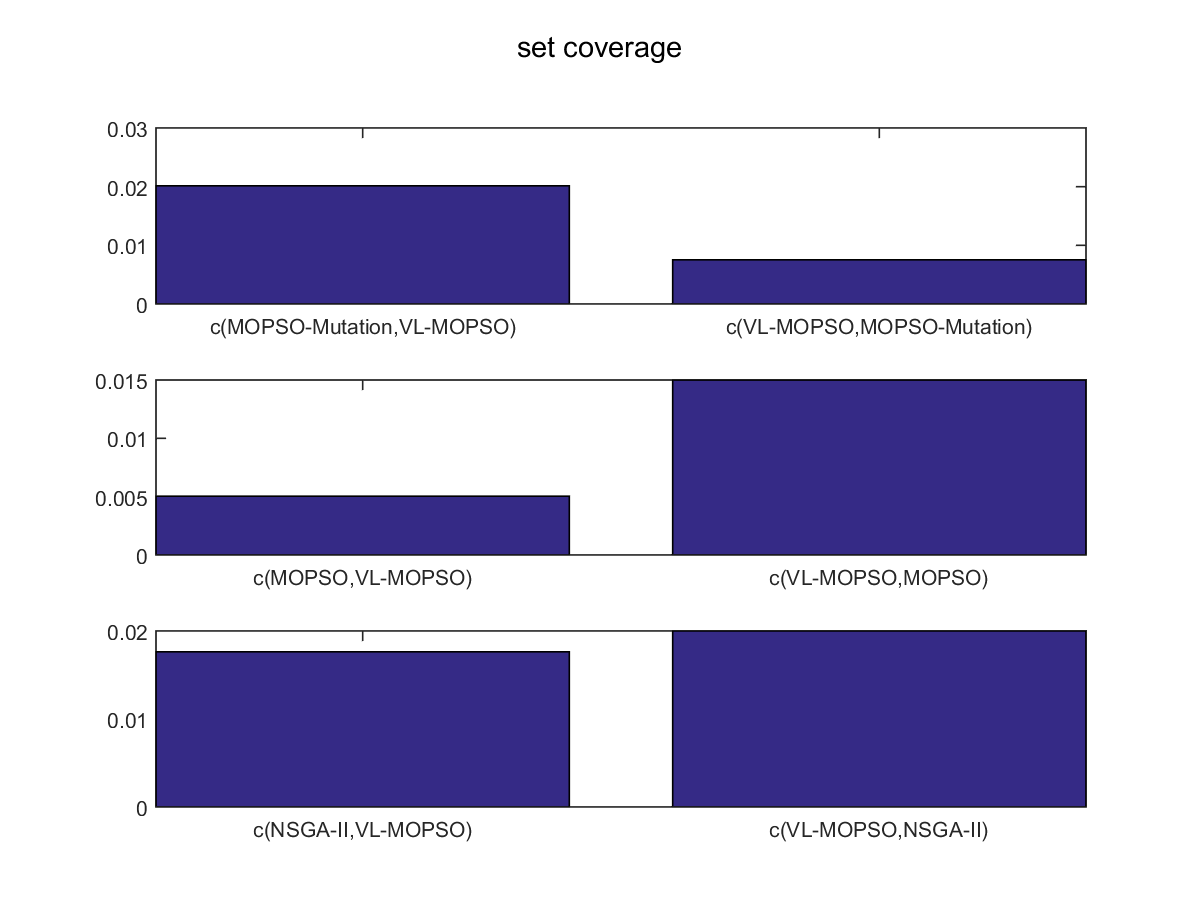 set coverage
0.03
0.02
0.01
0
c(MOPSO-Mutation,VL-MOPSO) c(VL-MOPSO,MOPSO-Mutation)
0.015
0.01
0.005
0
c(MOPSO,VL-MOPSO) c(VL-MOPSO,MOPSO)
0.02
0.01
0
c(NSGA-II,VL-MOPSO) c(VL-MOPSO,NSGA-II)